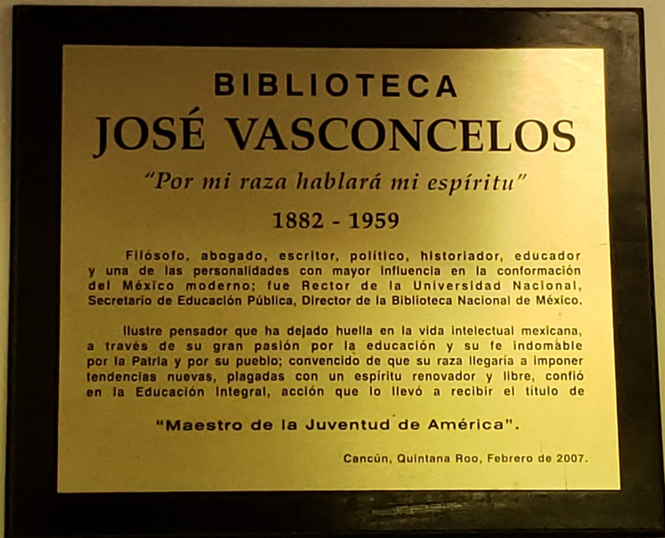 BIBLIOTECA
JOSÉ VASCONCELOS
“Por mi raza hablará mi espíritu”
1882 - 1959
Filósofo, abogado, escritor, político, historiador, educador
y una de las personalidades con mayor influencia en la conformación
del México moderno; fue Rector de la Universidad Nacional,
Secretario de Educación Pública, Director de la Biblioteca Nacional de México.
Ilustre pensador que ha dejado huella en la vida intelectual mexicana,
a través de su gran pasión por la educación y su fe indomable
por la Patria y por su pueblo; convencido de que su raza llegaría a imponer
tendencias nuevas, plagadas con un espíritu renovador y libre, confió
en la Educación Integral, acción que lo llevó a recibir el título de
“Maestro de la Juventud de América”.
Cancún, Quintana Roo, Febrero de 2007.